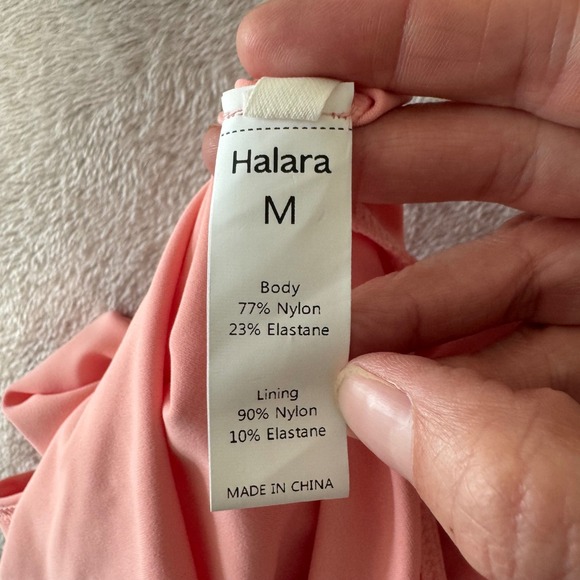 Halara
M
Body
77% Nylon
23% Elastane
Lining
90% Nylon
10% Elastane
MADE IN CHINA